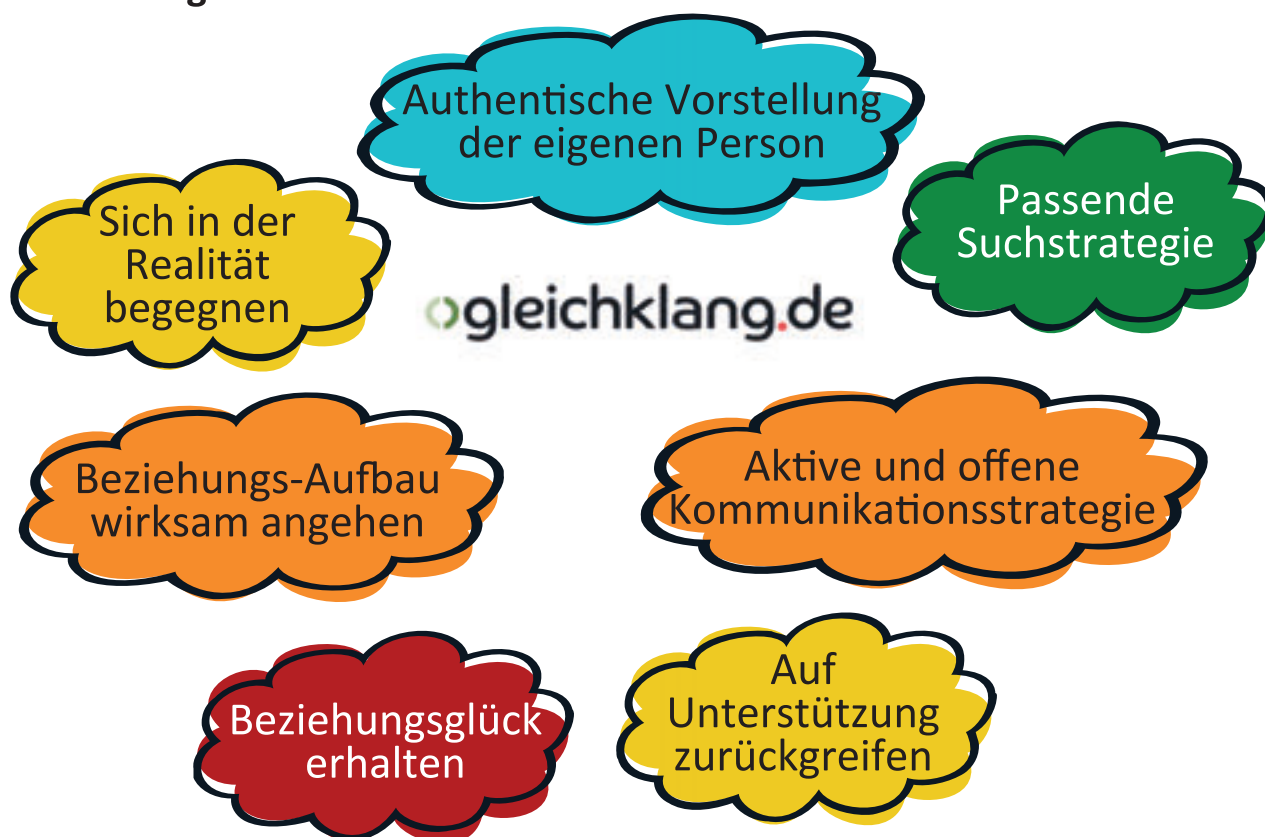 Authentische Vorstellung
der eigenen Person
Passende
Suchstrategie
Sich in der
Realität
begegnen
gleichklang.de
Beziehungs-Aufbau
wirksam angehen
Aktive und offene
Kommunikationsstrategie
Beziehungsglück
erhalten
Auf
Unterstützung
zurückgreifen